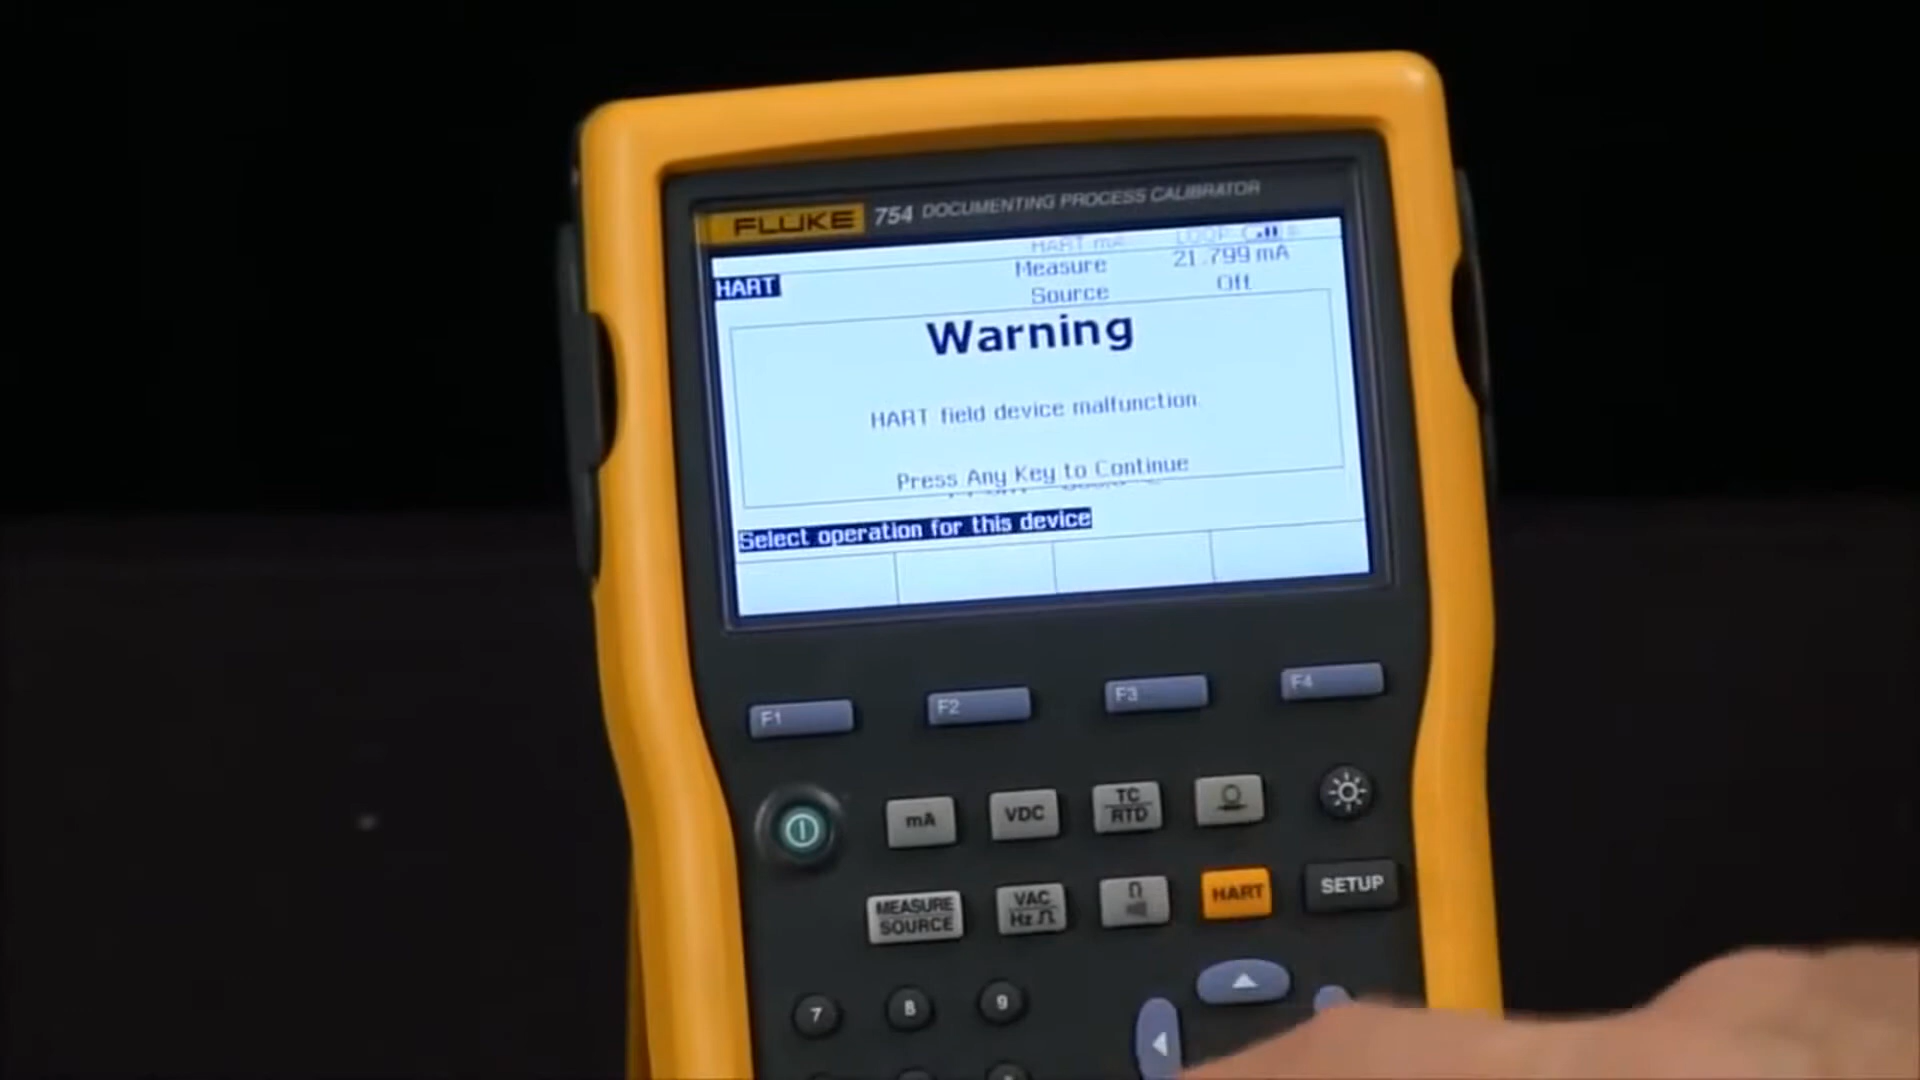 FLUKE 754 DOCUMENTING PROCESS CALIBRATOR
HART mA LOOP
HART Measure 21.799 mA
Source Off
Warning
HART field device malfunction.
Press Any Key to Continue
Select operation for this device
F1 F2 F3 F4
mA VDC TC RTD
MEASURE SOURCE VAC Hz HART SETUP
7 8 9